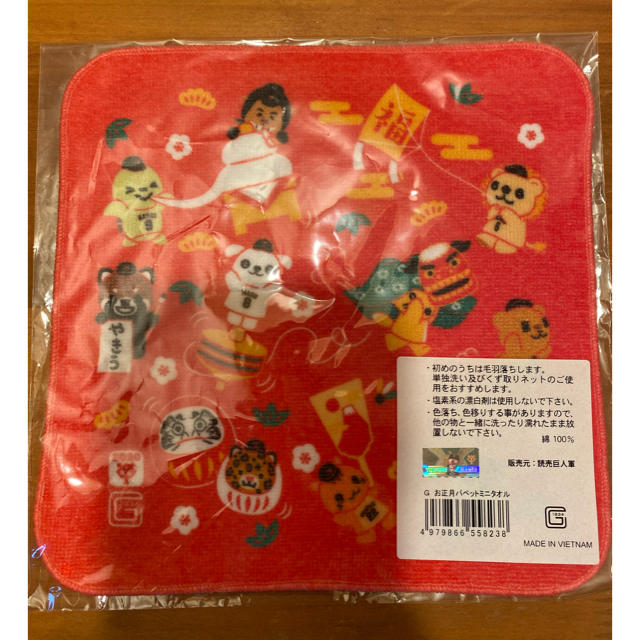 福
やきう
2020
G
・初めのうちは毛羽落ちします。
単独洗い及びくず取りネットのご使
用をおすすめします。
・塩素系の漂白剤は使用しないで下さい。
・色落ち、色移りする事がありますので、
他の物と一緒に洗ったり濡れたまま放
置しないで下さい。
綿 100%
販売元：読売巨人軍
G お正月パペットミニタオル
4 979866 558238
1934
G
MADE IN VIETNAM